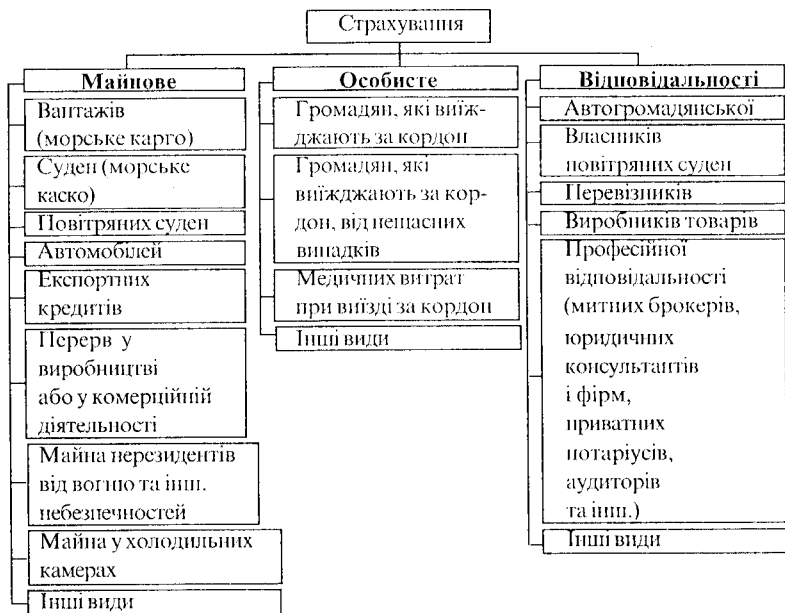 Страхування
Майнове
Вантажів
(морське карго)
Суден (морське
каско)
Повітряних суден
Автомобілей
Експортних
кредитів
Перерв у
виробництві
або у комерційній
діяльності
Майна нерезидентів
від вогню та інш.
небезпечностей
Майна у холодильних
камерах
Інші види
Особисте
Громадян, які виїж-
джають за кордон
Громадян, які
виїжджають за кор-
дон, від нещасних
випадків
Медичних витрат
при виїзді за кордон
Інші види
Відповідальності
Автогромадянської
Власників
повітряних суден
Перевізників
Виробників товарів
Професійної
відповідальності
(митних брокерів,
юридичних
консультантів
і фірм,
приватних
нотаріусів,
аудиторів
та інш.)
Інші види